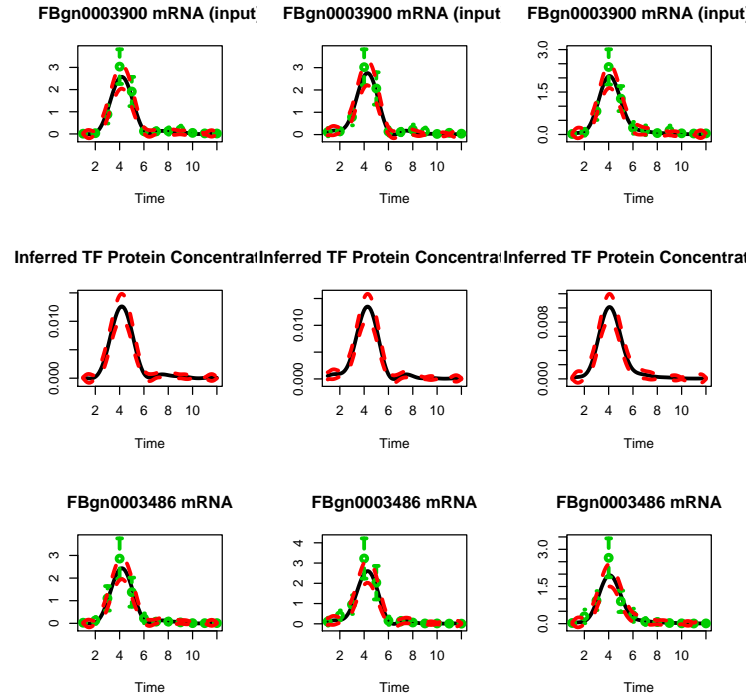 FBgn0003900 mRNA (input) FBgn0003900 mRNA (input FBgn0003900 mRNA (input)
0 1 2 3 0 1 2 3 0.0 1.5 3.0
2 4 6 8 10 2 4 6 8 10 2 4 6 8 10
Time Time Time
Inferred TF Protein Concentrat Inferred TF Protein Concentrat Inferred TF Protein Concentrat
0.000 0.010 0.000 0.010 0.000 0.008
2 4 6 8 10 2 4 6 8 10 2 4 6 8 10
Time Time Time
FBgn0003486 mRNA FBgn0003486 mRNA FBgn0003486 mRNA
0 1 2 3 0 1 2 3 4 0.0 1.5 3.0
2 4 6 8 10 2 4 6 8 10 2 4 6 8 10
Time Time Time